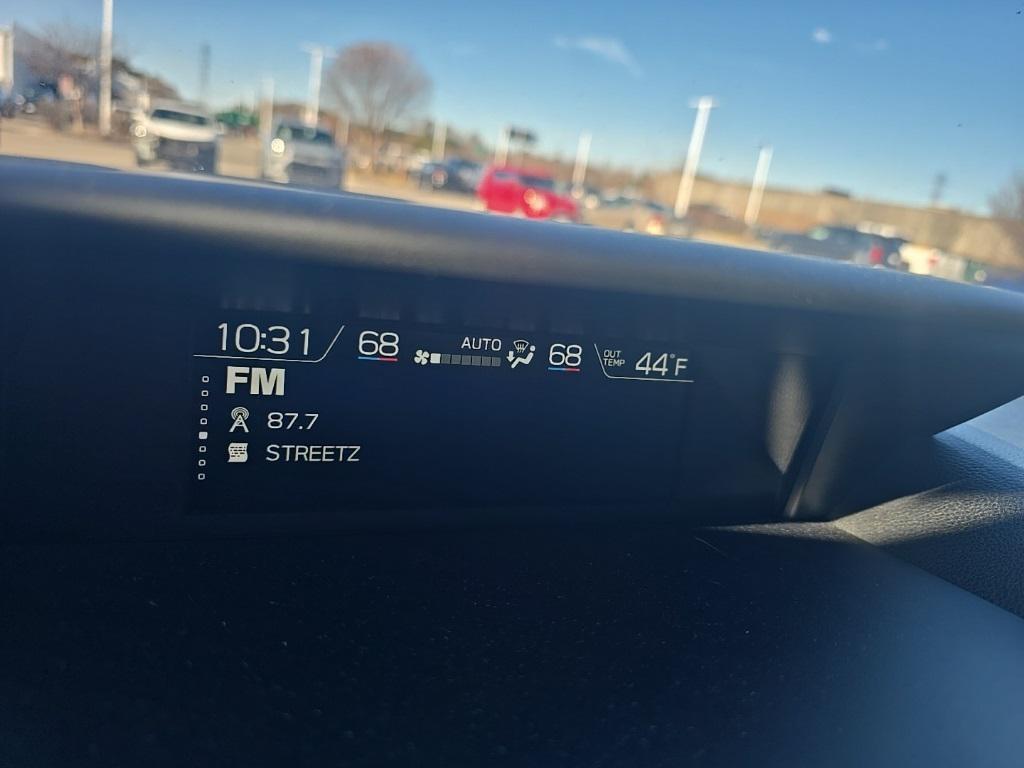 10:31 68 AUTO 68 OUT TEMP 44°F
FM
87.7
STREETZ